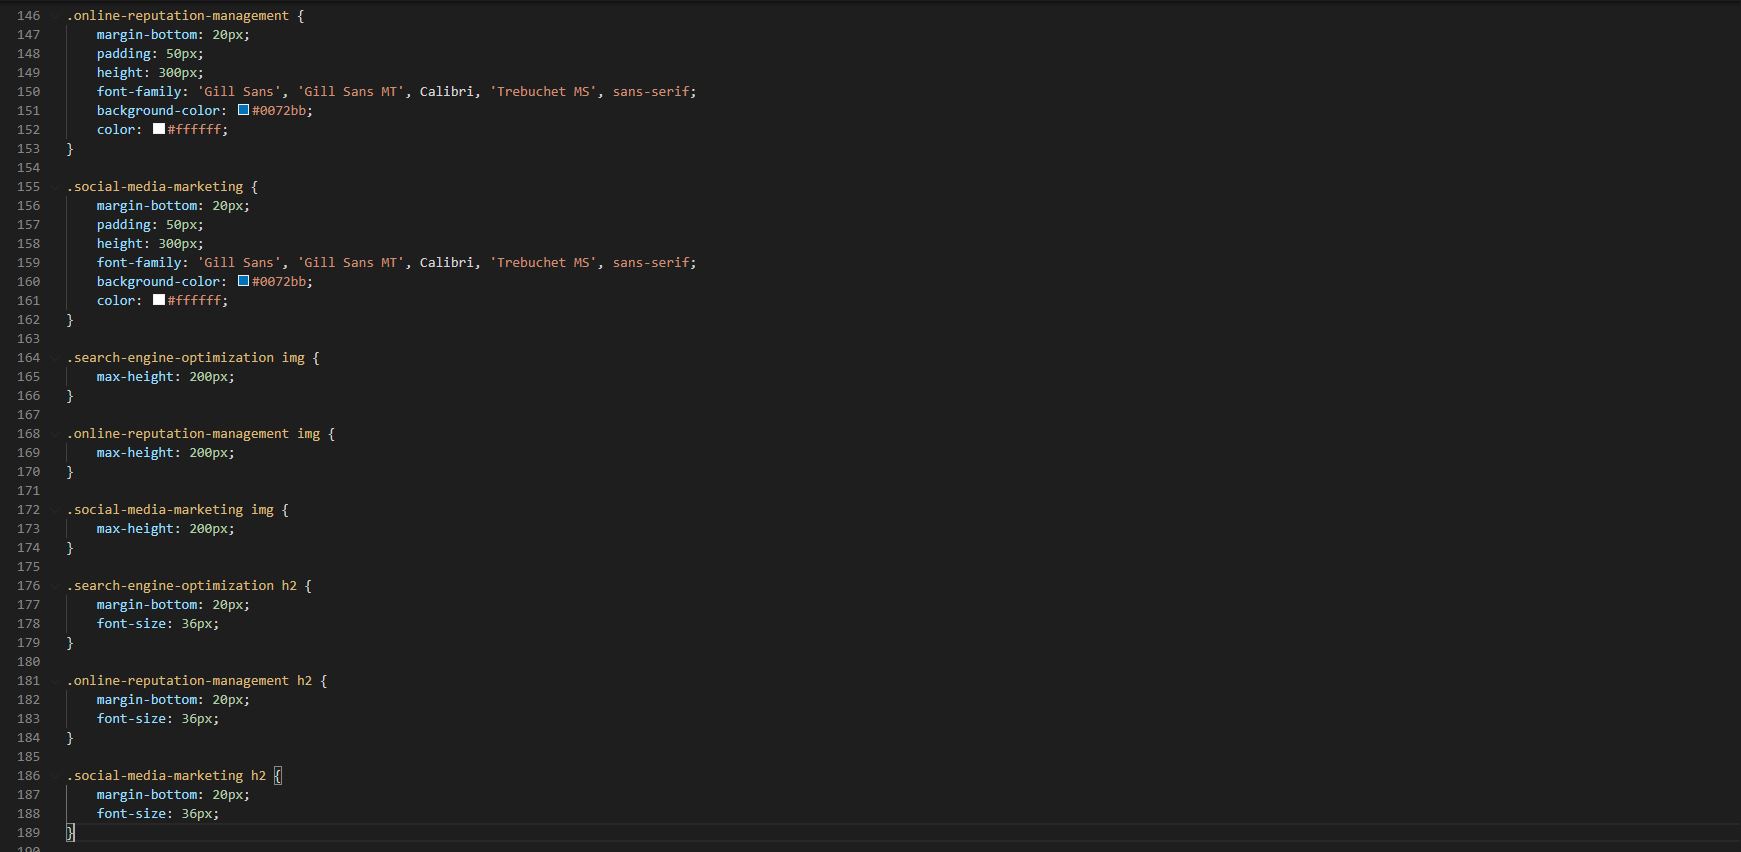 146 .online-reputation-management {
147 margin-bottom: 20px;
148 padding: 50px;
149 height: 300px;
150 font-family: 'Gill Sans', 'Gill Sans MT', Calibri, 'Trebuchet MS', sans-serif;
151 background-color: #0072bb;
152 color: #ffffff;
153 }
154
155 .social-media-marketing {
156 margin-bottom: 20px;
157 padding: 50px;
158 height: 300px;
159 font-family: 'Gill Sans', 'Gill Sans MT', Calibri, 'Trebuchet MS', sans-serif;
160 background-color: #0072bb;
161 color: #ffffff;
162 }
163
164 .search-engine-optimization img {
165 max-height: 200px;
166 }
167
168 .online-reputation-management img {
169 max-height: 200px;
170 }
171
172 .social-media-marketing img {
173 max-height: 200px;
174 }
175
176 .search-engine-optimization h2 {
177 margin-bottom: 20px;
178 font-size: 36px;
179 }
180
181 .online-reputation-management h2 {
182 margin-bottom: 20px;
183 font-size: 36px;
184 }
185
186 .social-media-marketing h2 {
187 margin-bottom: 20px;
188 font-size: 36px;
189 }
190